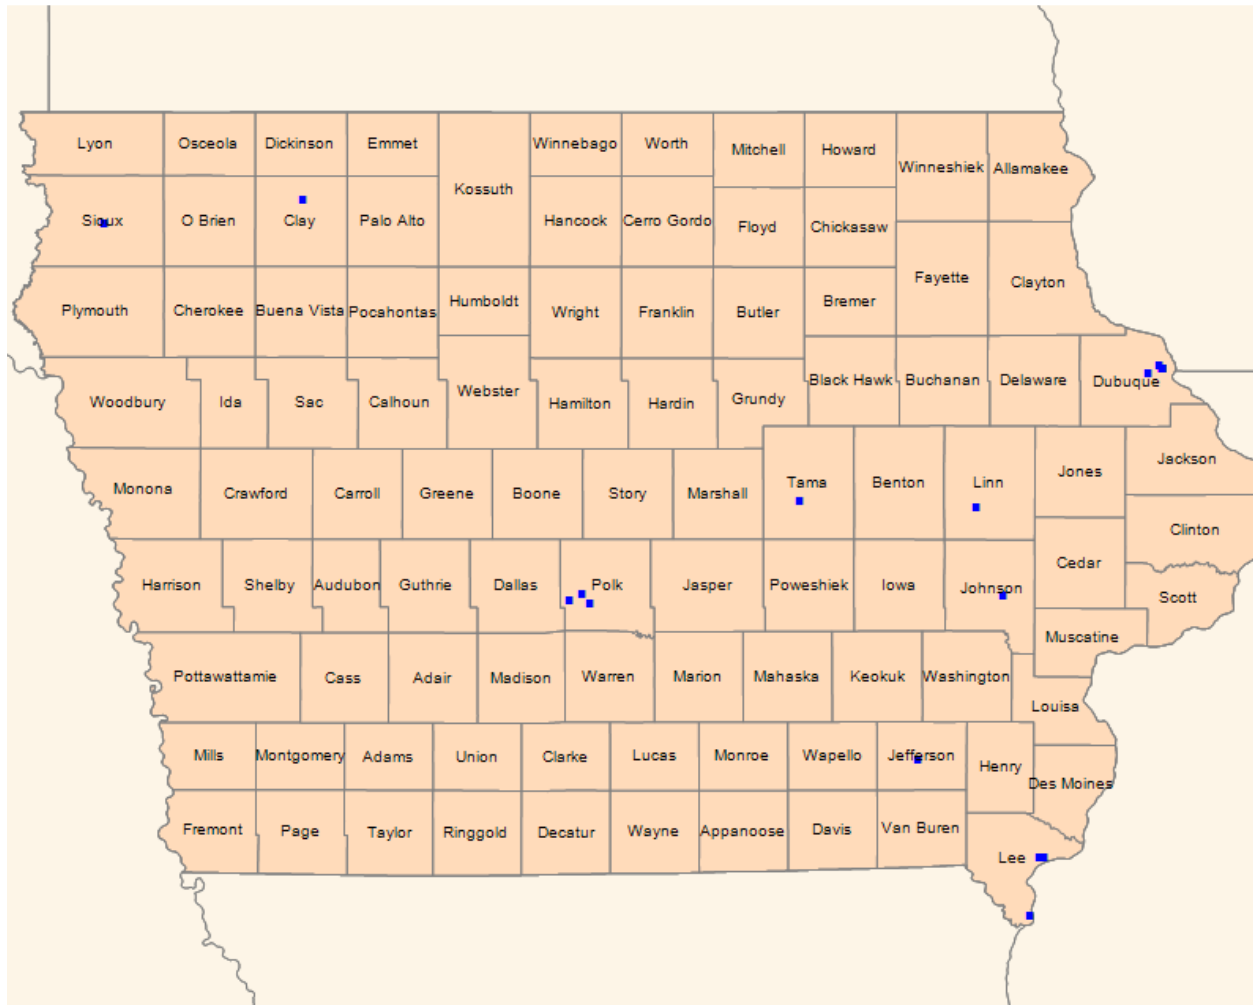 Lyon Osceola Dickinson Emmet Winnebago Worth Mitchell Howard
Kossuth Winneshiek Allamakee
Sioux O Brien Clay Palo Alto Hancock Cerro Gordo Floyd Chickasaw
Fayette Clayton
Plymouth Cherokee Buena Vista Pocahontas Humboldt Wright Franklin Butler Bremer
Woodbury Ida Sac Calhoun Webster Hamilton Hardin Grundy Black Hawk Buchanan Delaware Dubuque
Monona Crawford Carroll Greene Boone Story Marshall Tama Benton Linn Jones Jackson
Clinton
Harrison Shelby Audubon Guthrie Dallas Polk Jasper Poweshiek Iowa Johnson Cedar Scott
Muscatine
Pottawattamie Cass Adair Madison Warren Marion Mahaska Keokuk Washington
Louisa
Mills Montgomery Adams Union Clarke Lucas Monroe Wapello Jefferson Henry Des Moines
Fremont Page Taylor Ringgold Decatur Wayne Appanoose Davis Van Buren
Lee